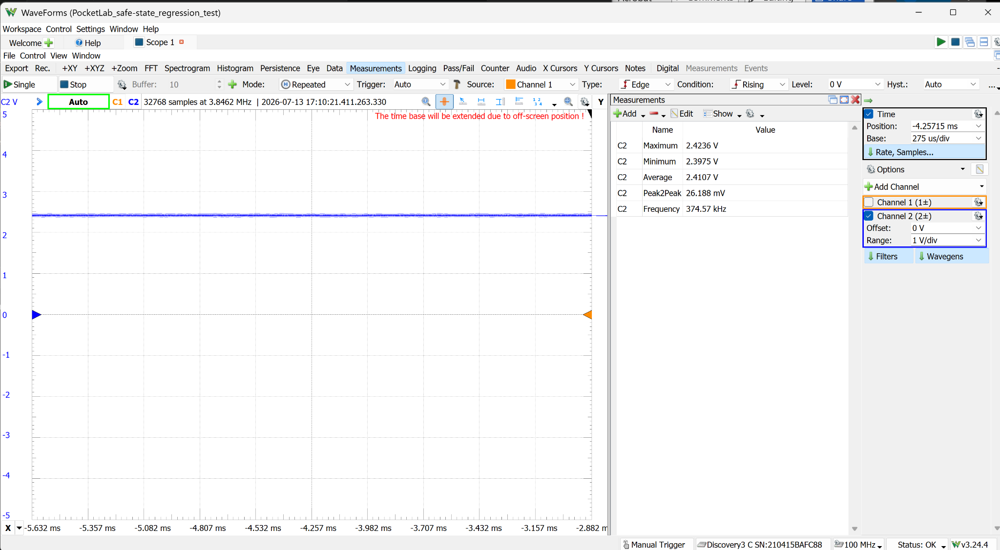 WaveForms (PocketLab_safe-state_regression_test)
Workspace Control Settings Window Help
Welcome Help Scope 1
File Control View Window
Export Rec. +XY +XYZ +Zoom FFT Spectrogram Histogram Persistence Eye Data Measurements Logging Pass/Fail Counter Audio X Cursors Y Cursors Notes Digital Measurements Events
Single Stop Buffer: 10 Mode: Repeated Trigger: Auto Source: Channel 1 Type: Edge Condition: Rising Level: 0 V Hyst.: Auto ...
C2 V Auto C1 C2 32768 samples at 3.8462 MHz | 2026-07-13 17:10:21.411.263.330 Y
The time base will be extended due to off-screen position !
5
4
3
2
1
0
-1
-2
-3
-4
-5
X -5.632 ms -5.357 ms -5.082 ms -4.807 ms -4.532 ms -4.257 ms -3.982 ms -3.707 ms -3.432 ms -3.157 ms -2.882 m
Measurements
Add Edit Show
Name Value
C2 Maximum 2.4236 V
C2 Minimum 2.3975 V
C2 Average 2.4107 V
C2 Peak2Peak 26.188 mV
C2 Frequency 374.57 kHz
Time
Position: -4.25715 ms
Base: 275 us/div
Rate, Samples...
Options
Add Channel
Channel 1 (1±)
Channel 2 (2±)
Offset: 0 V
Range: 1 V/div
Filters Wavegens
Manual Trigger Discovery3 C SN:210415BAFC88 100 MHz Status: OK v3.24.4